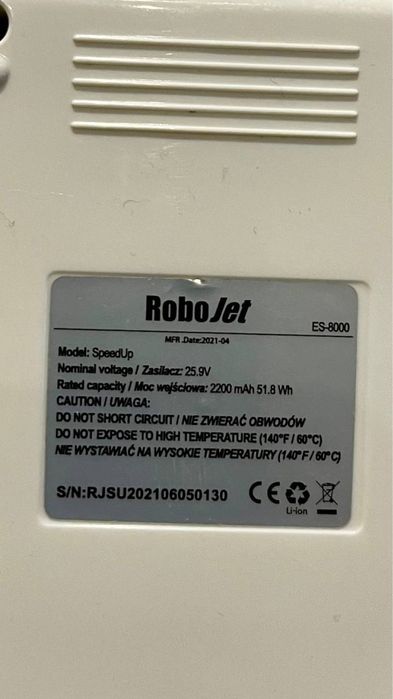 RoboJet
ES-8000
MFR .Date:2021-04
Model: SpeedUp
Nominal voltage / Zasilacz: 25.9V
Rated capacity / Moc wejściowa: 2200 mAh 51.8 Wh
CAUTION / UWAGA:
DO NOT SHORT CIRCUIT / NIE ZWIERAĆ OBWODÓW
DO NOT EXPOSE TO HIGH TEMPERATURE (140°F / 60°C)
NIE WYSTAWIAĆ NA WYSOKIE TEMPERATURY (140°F / 60°C)
S/N:RJSU202106050130 CE
Li-ion